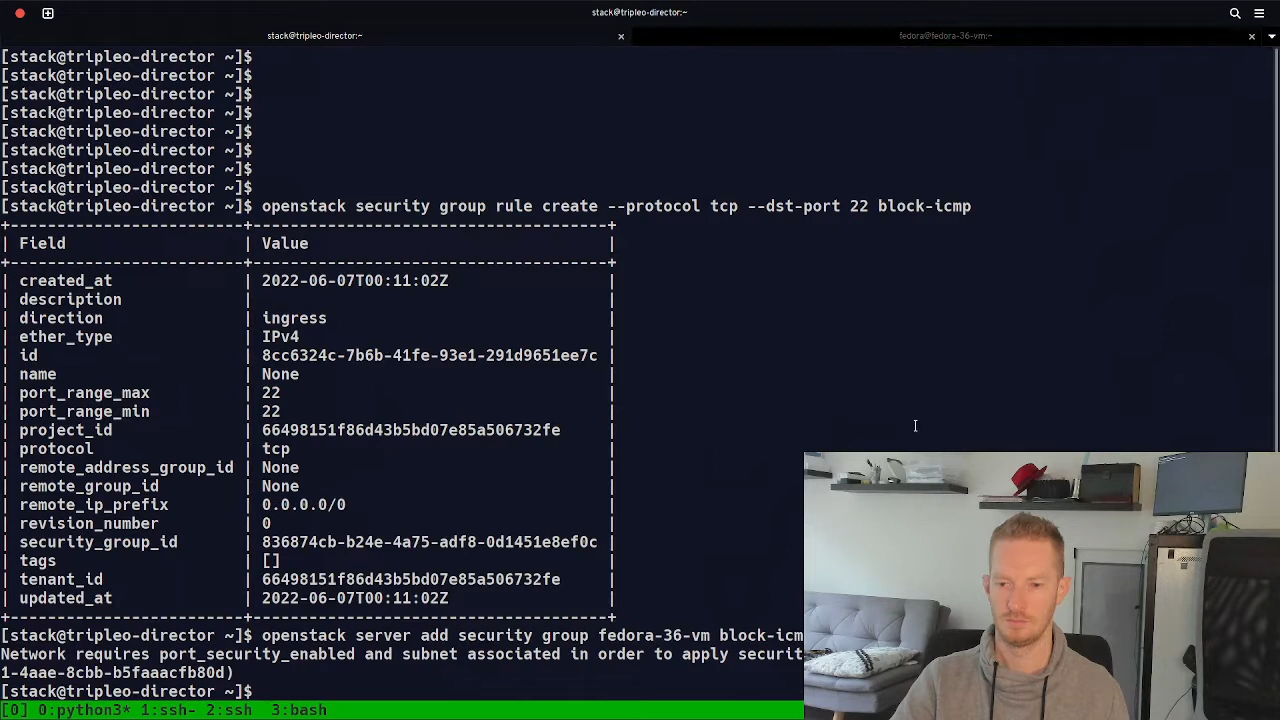 stack@tripleo-director:~
stack@tripleo-director:~
fedora@fedora-36-vm:~
[stack@tripleo-director ~]$
[stack@tripleo-director ~]$
[stack@tripleo-director ~]$
[stack@tripleo-director ~]$
[stack@tripleo-director ~]$
[stack@tripleo-director ~]$
[stack@tripleo-director ~]$
[stack@tripleo-director ~]$
[stack@tripleo-director ~]$ openstack security group rule create --protocol tcp --dst-port 22 block-icmp
+-------------------------+--------------------------------------+
| Field | Value |
+-------------------------+--------------------------------------+
| created_at | 2022-06-07T00:11:02Z |
| description | |
| direction | ingress |
| ether_type | IPv4 |
| id | 8cc6324c-7b6b-41fe-93e1-291d9651ee7c |
| name | None |
| port_range_max | 22 |
| port_range_min | 22 |
| project_id | 66498151f86d43b5bd07e85a506732fe |
| protocol | tcp |
| remote_address_group_id | None |
| remote_group_id | None |
| remote_ip_prefix | 0.0.0.0/0 |
| revision_number | 0 |
| security_group_id | 836874cb-b24e-4a75-adf8-0d1451e8ef0c |
| tags | [] |
| tenant_id | 66498151f86d43b5bd07e85a506732fe |
| updated_at | 2022-06-07T00:11:02Z |
+-------------------------+--------------------------------------+
[stack@tripleo-director ~]$ openstack server add security group fedora-36-vm block-icm
Network requires port_security_enabled and subnet associated in order to apply securit
1-4aae-8cbb-b5faaacfb80d)
[stack@tripleo-director ~]$
[0] 0:python3* 1:ssh- 2:ssh 3:bash